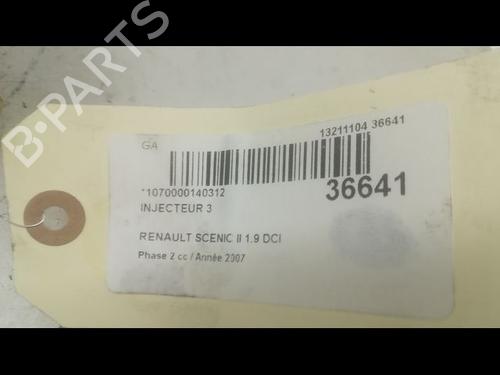 B-PARTS
GA
13211104 36641
*1070000140312
36641
INJECTEUR 3
RENAULT SCENIC II 1.9 DCI
Phase 2 cc / Année 2007